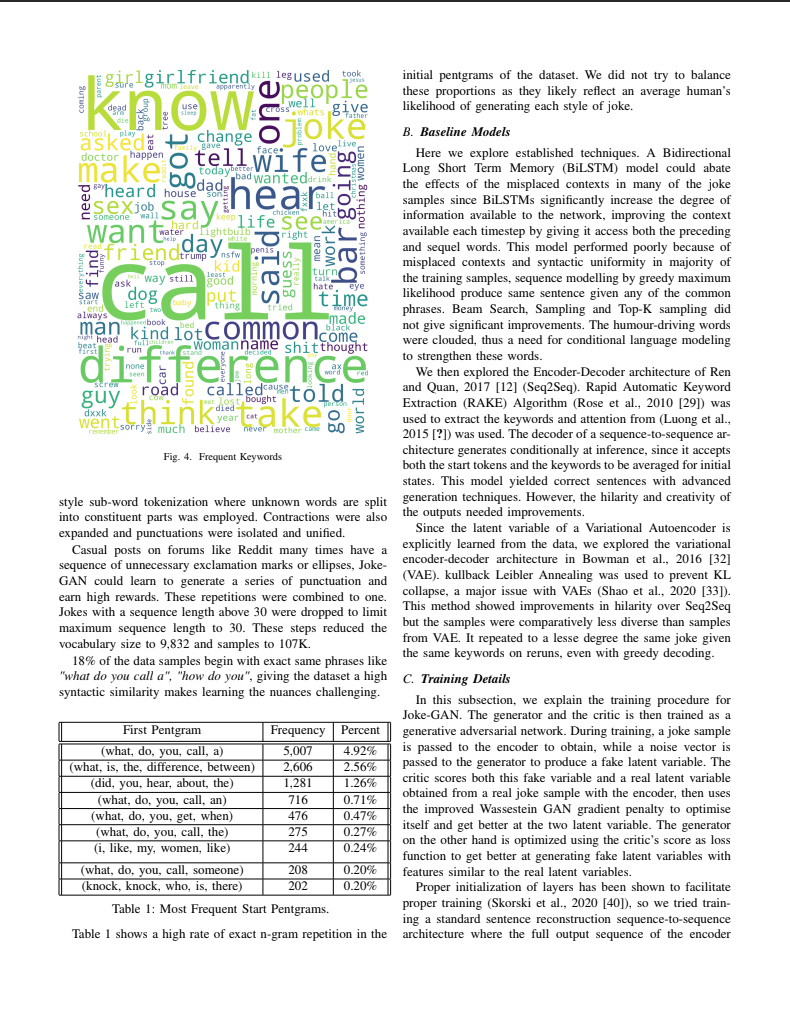 know
call
difference
hear
one
girl
girlfriend
kill
leg
used
took
people
joke
give
well
asked
make
got
tell
wife
change
doctor
happen
heard
house
dad
today
bad
wanted
sex
job
say
son
life
see
want
day
friend
said
bar
going
work
women
nothing
need
find
dog
kid
put
good
guess
time
man
kind
lot
common
come
made
woman
name
shit
thought
guy
road
called
told
think
take
go
world
went
sorry
much
believe
never
mother
year
died
bought
lost
found
car
Fig. 4. Frequent Keywords
style sub-word tokenization where unknown words are split
into constituent parts was employed. Contractions were also
expanded and punctuations were isolated and unified.
Casual posts on forums like Reddit many times have a
sequence of unnecessary exclamation marks or ellipses, Joke-
GAN could learn to generate a series of punctuation and
earn high rewards. These repetitions were combined to one.
Jokes with a sequence length above 30 were dropped to limit
maximum sequence length to 30. These steps reduced the
vocabulary size to 9,832 and samples to 107K.
18% of the data samples begin with exact same phrases like
"what do you call a", "how do you", giving the dataset a high
syntactic similarity makes learning the nuances challenging.
First Pentgram Frequency Percent
(what, do, you, call, a) 5,007 4.92%
(what, is, the, difference, between) 2,606 2.56%
(did, you, hear, about, the) 1,281 1.26%
(what, do, you, call, an) 716 0.71%
(what, do, you, get, when) 476 0.47%
(what, do, you, call, the) 275 0.27%
(i, like, my, women, like) 244 0.24%
(what, do, you, call, someone) 208 0.20%
(knock, knock, who, is, there) 202 0.20%
Table 1: Most Frequent Start Pentgrams.
Table 1 shows a high rate of exact n-gram repetition in the
initial pentgrams of the dataset. We did not try to balance
these proportions as they likely reflect an average human's
likelihood of generating each style of joke.
B. Baseline Models
Here we explore established techniques. A Bidirectional
Long Short Term Memory (BiLSTM) model could abate
the effects of the misplaced contexts in many of the joke
samples since BiLSTMs significantly increase the degree of
information available to the network, improving the context
available each timestep by giving it access both the preceding
and sequel words. This model performed poorly because of
misplaced contexts and syntactic uniformity in majority of
the training samples, sequence modelling by greedy maximum
likelihood produce same sentence given any of the common
phrases. Beam Search, Sampling and Top-K sampling did
not give significant improvements. The humour-driving words
were clouded, thus a need for conditional language modeling
to strengthen these words.
We then explored the Encoder-Decoder architecture of Ren
and Quan, 2017 [12] (Seq2Seq). Rapid Automatic Keyword
Extraction (RAKE) Algorithm (Rose et al., 2010 [29]) was
used to extract the keywords and attention from (Luong et al.,
2015 [?]) was used. The decoder of a sequence-to-sequence ar-
chitecture generates conditionally at inference, since it accepts
both the start tokens and the keywords to be averaged for initial
states. This model yielded correct sentences with advanced
generation techniques. However, the hilarity and creativity of
the outputs needed improvements.
Since the latent variable of a Variational Autoencoder is
explicitly learned from the data, we explored the variational
encoder-decoder architecture in Bowman et al., 2016 [32]
(VAE). kullback Leibler Annealing was used to prevent KL
collapse, a major issue with VAEs (Shao et al., 2020 [33]).
This method showed improvements in hilarity over Seq2Seq
but the samples were comparatively less diverse than samples
from VAE. It repeated to a lesse degree the same joke given
the same keywords on reruns, even with greedy decoding.
C. Training Details
In this subsection, we explain the training procedure for
Joke-GAN. The generator and the critic is then trained as a
generative adversarial network. During training, a joke sample
is passed to the encoder to obtain, while a noise vector is
passed to the generator to produce a fake latent variable. The
critic scores both this fake variable and a real latent variable
obtained from a real joke sample with the encoder, then uses
the improved Wassestein GAN gradient penalty to optimise
itself and get better at the two latent variable. The generator
on the other hand is optimized using the critic's score as loss
function to get better at generating fake latent variables with
features similar to the real latent variables.
Proper initialization of layers has been shown to facilitate
proper training (Skorski et al., 2020 [40]), so we tried train-
ing a standard sentence reconstruction sequence-to-sequence
architecture where the full output sequence of the encoder